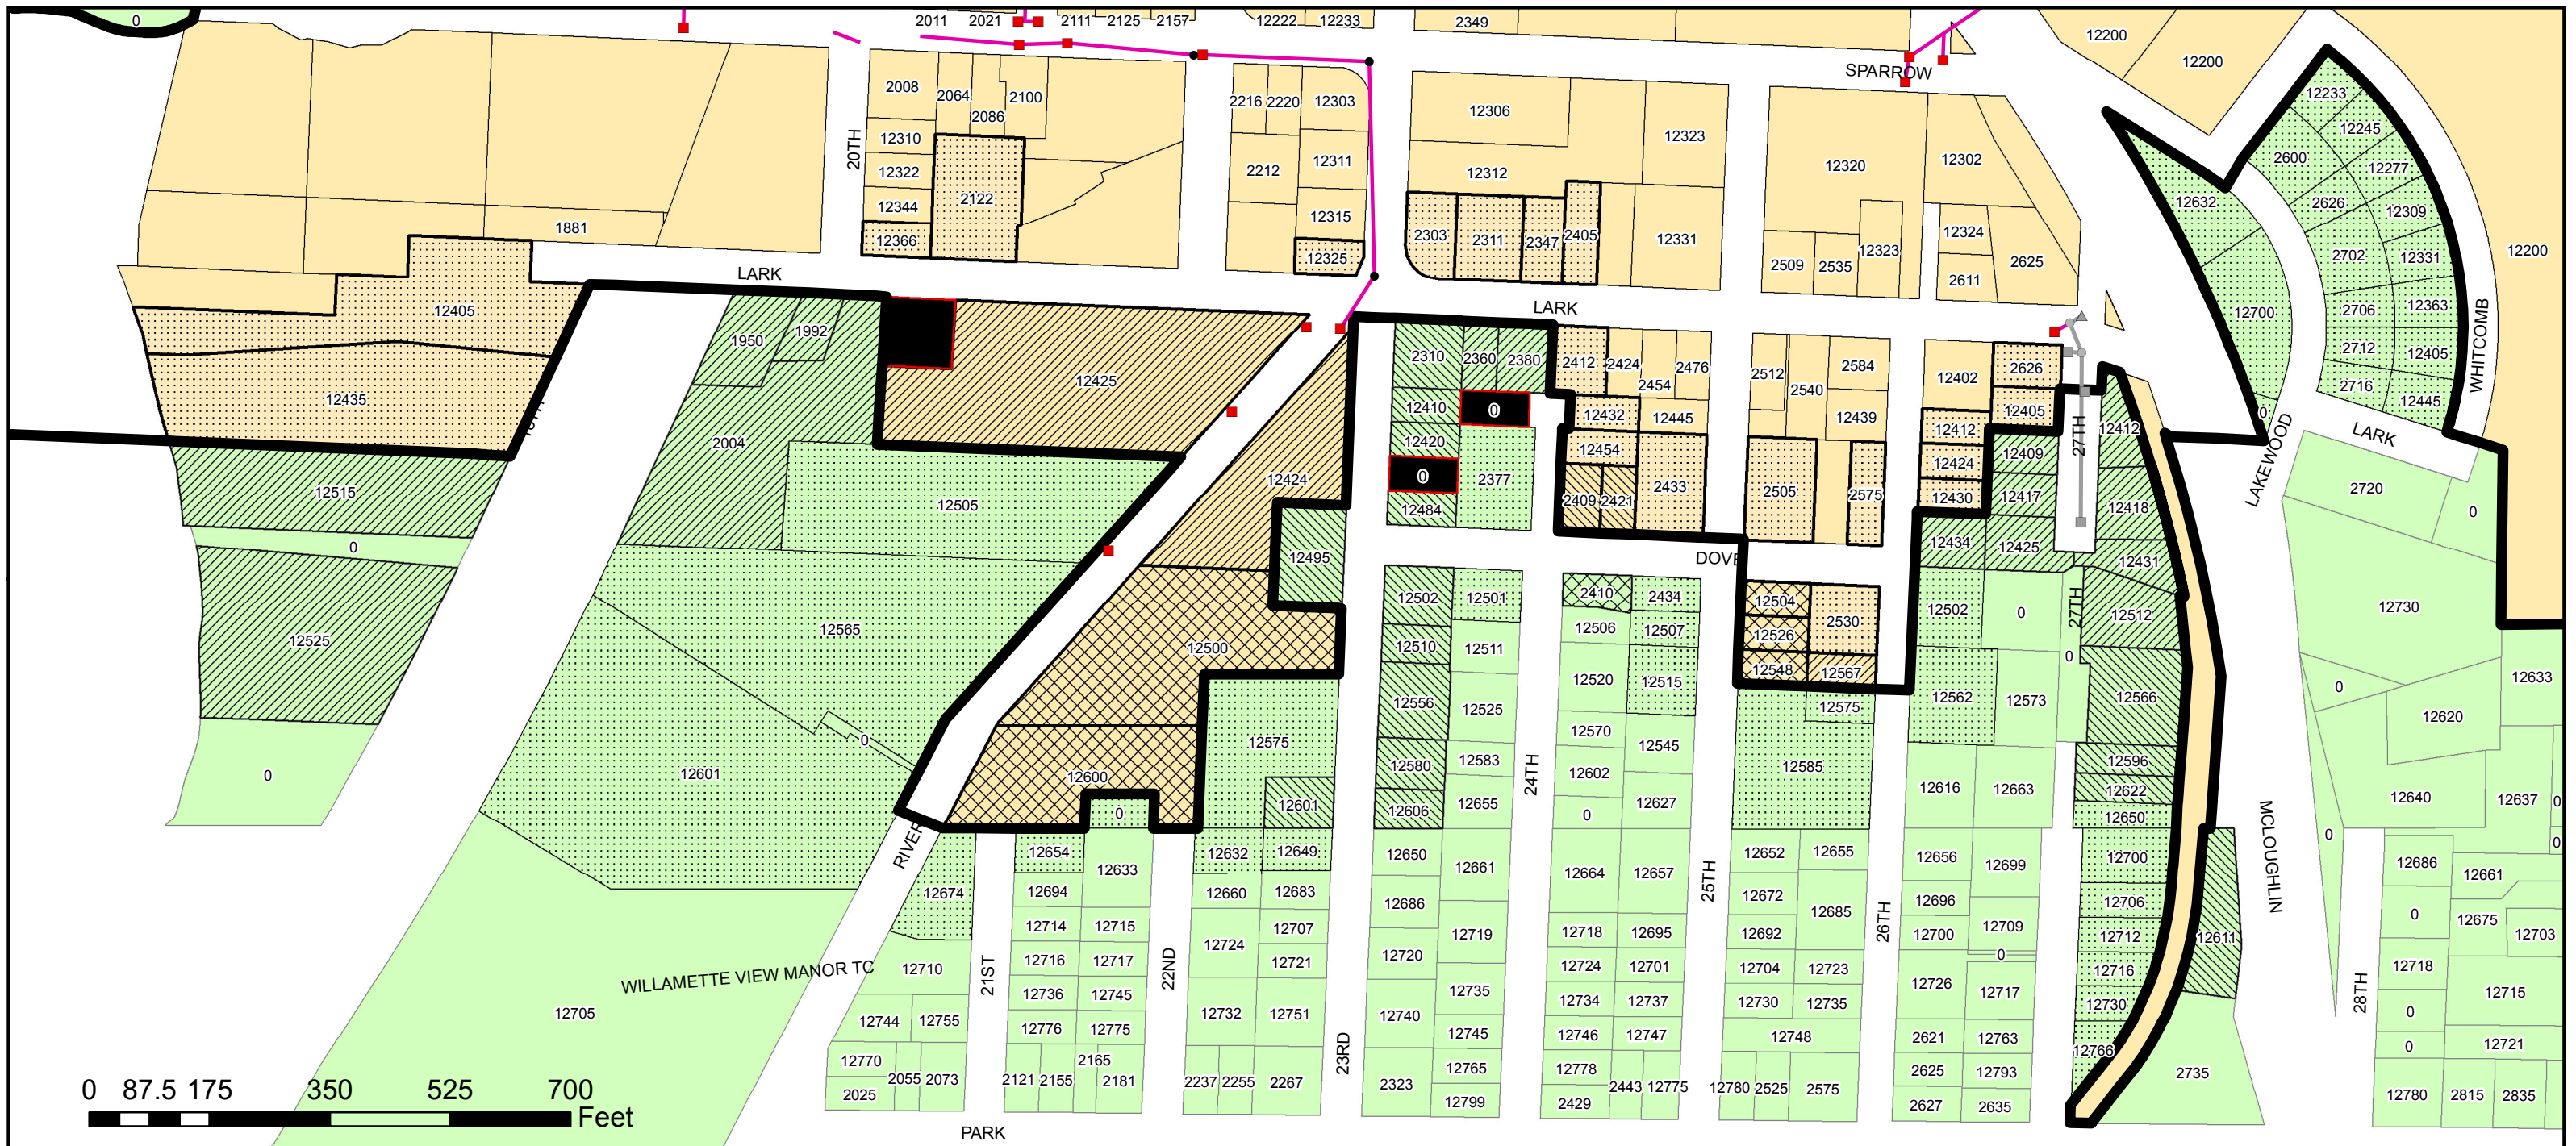 0
2011 2021 2111 2125 2157 12222 12233 2349 12200
12200
SPARROW
2008 2064 2086 2100 2216 2220 12303 12306 12323 12320 12302 12233
12310 20TH 12322 2122 2212 12311 12312 12245
2600 12277
12344 12315 12632 2626 12309
12366 12325 2303 2311 2347 2405 12331 2509 2535 12323 12324 2611 2625
2702 12331 12200
1881
LARK
LARK
12405 12700 2706 12363
WHITCOMB
1950 1992 12425 2310 2360 2380 2412 2424 2454 2476 2512 2540 2584 12402 2626
2712 12405
12435 2716 12445
12410 0 12432 12445 12439 12405 12412 27TH 12412 0
LAKEWOOD
LARK
2004 12420 12454 12424 12409
12515 12505 12424 0 2377 2409 2421 2433 2505 2575 12430 12417 12418 2720 0
12484
0 12495 DOVE 12434 12425 12431
12525 12565 12502 12501 2410 2434 12504 2530 12502 0 27TH 12512 12730
12506 12507 12526
12500 12510 12511 12548 12567 0
12520 12515 12562 12573 12566 0 12633
12556 12525 12575 12620
0 12575 12570 12545
0 12601 12600 12580 12583 12602 12585 12596
24TH
12616 12663 12622 12640 12637 0
0 12601 12606 12655 0 12627 12650
MCLOUGHLIN
0 0
RIVER
12654 12633 12632 12649 12650 12661 12664 12657 25TH 12652 12655 12656 12699 12700 12686 12661
12674 12694 12660 12683 12686 12672 12685 12696 12706 0 12675 12703
26TH
12714 12715 12724 12707 12719 12718 12695 12692 12700 12709 12712 12611
WILLAMETTE VIEW MANOR TC
12710 21ST 12716 12717 22ND 12721 12720 12724 12701 12704 12723 0 12716 12718 28TH
12705 12736 12745 12732 12751 12740 12735 12734 12737 12730 12735 12726 12717 12730 0 12715
12744 12755 12776 12775 23RD 12745 12746 12747 12748 2621 12763 12766 0 12721
12770 2055 2073 2121 2155 2165 2181 2237 2255 2267 2323 12765 12778 2443 12775 12780 2525 2575 2625 12793 2735 12780 2815 2835
2025 12799 2429 2627 2635
0 87.5 175 350 525 700
Feet
PARK